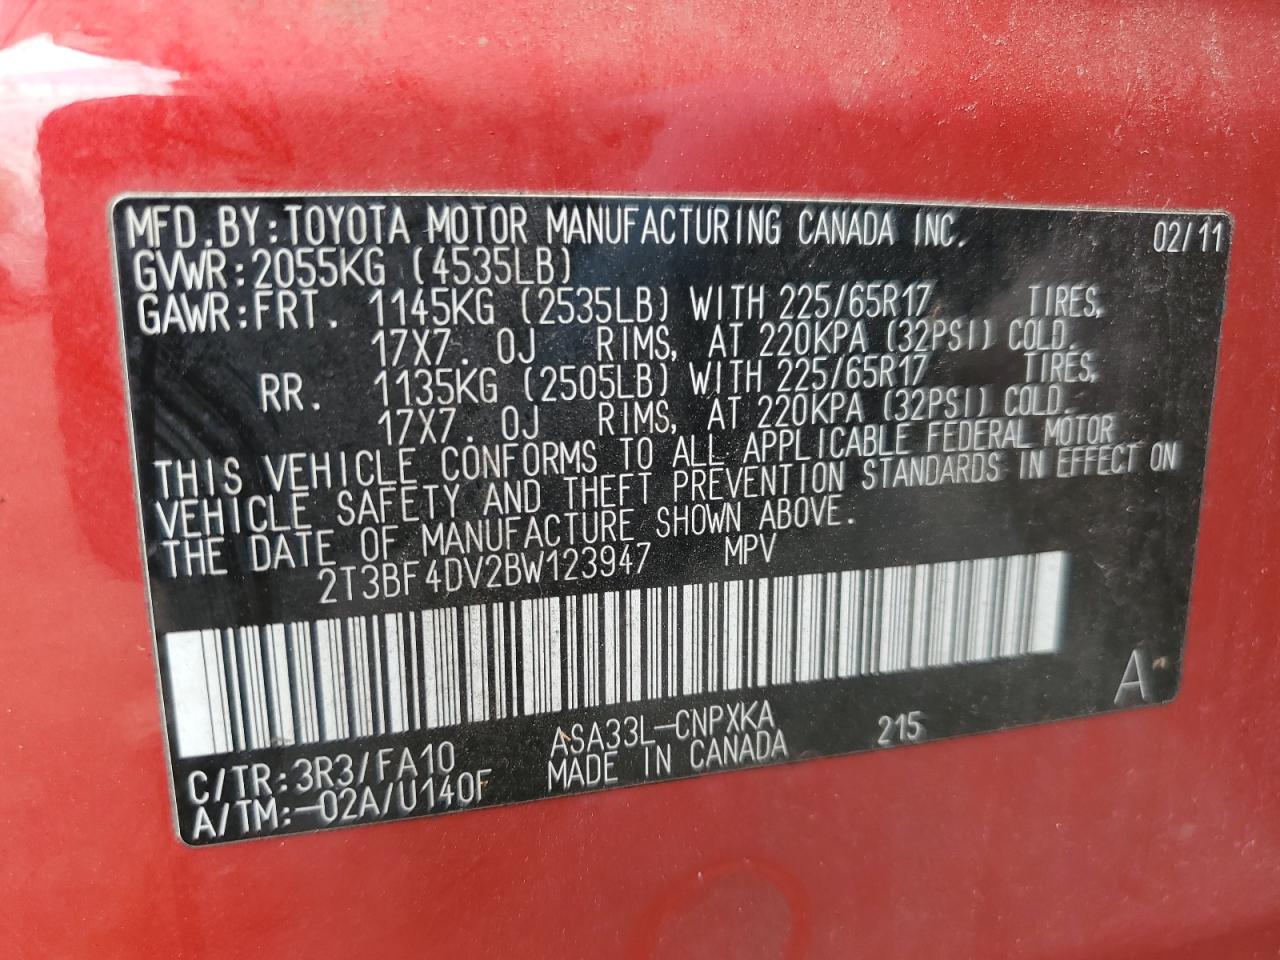 MFD.BY:TOYOTA MOTOR MANUFACTURING CANADA INC. 02/11
GVWR:2055KG (4535LB)
GAWR:FRT. 1145KG (2535LB) WITH 225/65R17 TIRES,
17X7.0J RIMS, AT 220KPA (32PSI) COLD.
RR. 1135KG (2505LB) WITH 225/65R17 TIRES,
17X7.0J RIMS, AT 220KPA (32PSI) COLD.
THIS VEHICLE CONFORMS TO ALL APPLICABLE FEDERAL MOTOR
VEHICLE SAFETY AND THEFT PREVENTION STANDARDS IN EFFECT ON
THE DATE OF MANUFACTURE SHOWN ABOVE.
2T3BF4DV2BW123947 MPV
A
C/TR:3R3/FA10 ASA33L-CNPXKA 215
A/TM:-02A/U140F MADE IN CANADA